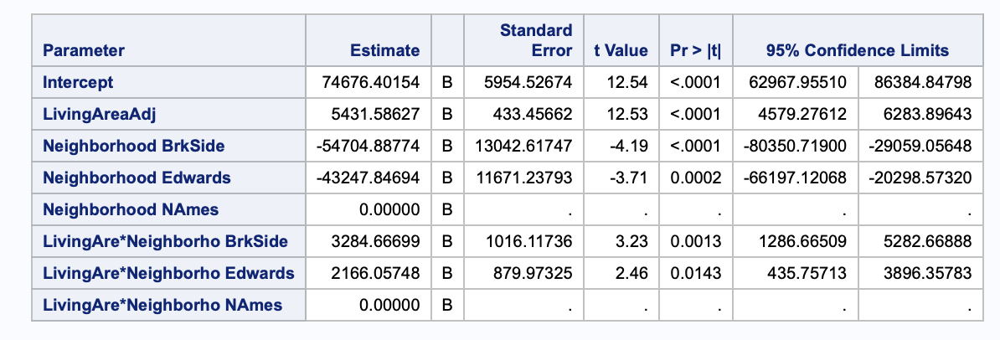 Parameter Estimate Standard Error t Value Pr > |t| 95% Confidence Limits
Intercept 74676.40154 B 5954.52674 12.54 <.0001 62967.95510 86384.84798
LivingAreaAdj 5431.58627 B 433.45662 12.53 <.0001 4579.27612 6283.89643
Neighborhood BrkSide -54704.88774 B 13042.61747 -4.19 <.0001 -80350.71900 -29059.05648
Neighborhood Edwards -43247.84694 B 11671.23793 -3.71 0.0002 -66197.12068 -20298.57320
Neighborhood NAmes 0.00000 B . . . . .
LivingAre*Neighborho BrkSide 3284.66699 B 1016.11736 3.23 0.0013 1286.66509 5282.66888
LivingAre*Neighborho Edwards 2166.05748 B 879.97325 2.46 0.0143 435.75713 3896.35783
LivingAre*Neighborho NAmes 0.00000 B . . . . .